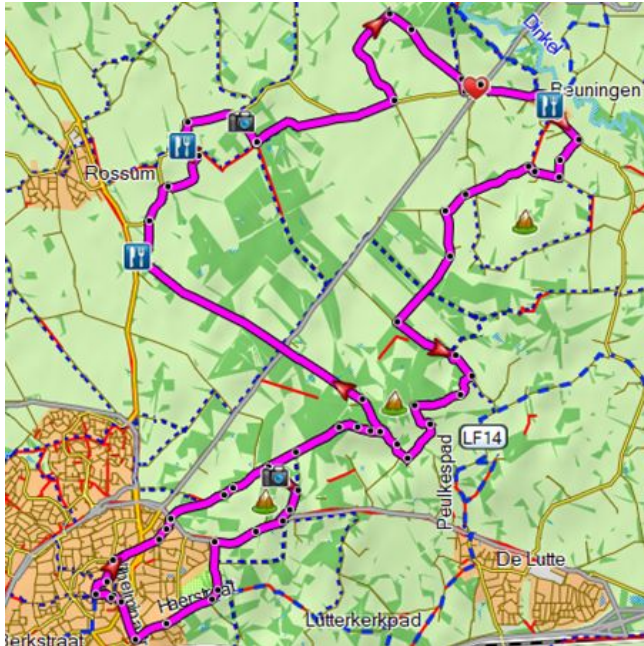 Dinkel
Beuningen
Rossum
LF14
Peulkespad
De Lutte
Haerstraat
Lutterkerkpad
Berkstraat